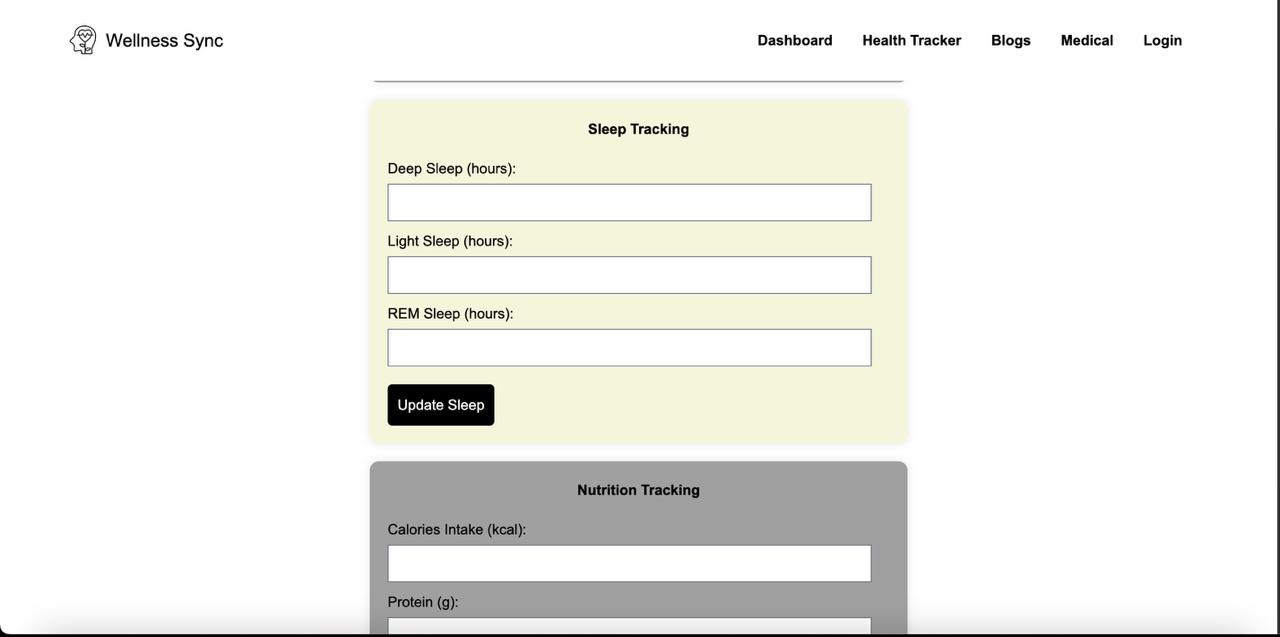 Wellness Sync
Dashboard Health Tracker Blogs Medical Login
Sleep Tracking
Deep Sleep (hours):
Light Sleep (hours):
REM Sleep (hours):
Update Sleep
Nutrition Tracking
Calories Intake (kcal):
Protein (g):